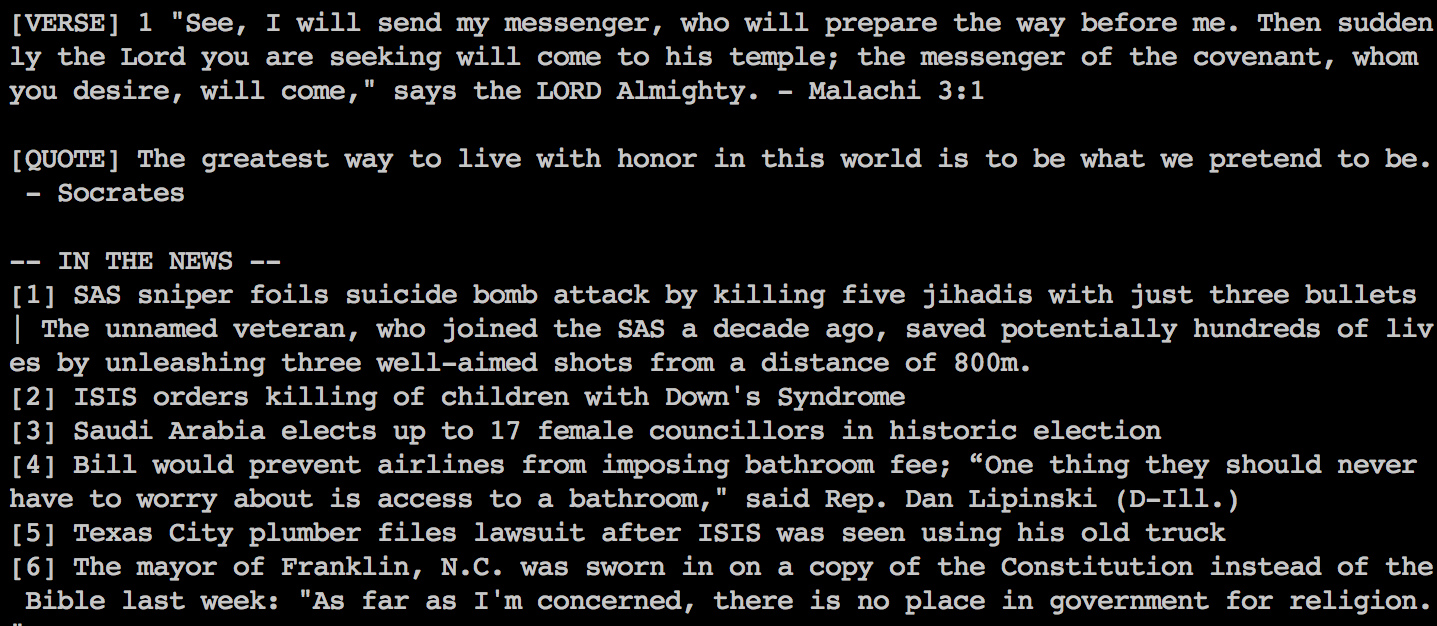 [VERSE] 1 "See, I will send my messenger, who will prepare the way before me. Then sudden
ly the Lord you are seeking will come to his temple; the messenger of the covenant, whom
you desire, will come," says the LORD Almighty. - Malachi 3:1
[QUOTE] The greatest way to live with honor in this world is to be what we pretend to be.
- Socrates
-- IN THE NEWS --
[1] SAS sniper foils suicide bomb attack by killing five jihadis with just three bullets
| The unnamed veteran, who joined the SAS a decade ago, saved potentially hundreds of liv
es by unleashing three well-aimed shots from a distance of 800m.
[2] ISIS orders killing of children with Down's Syndrome
[3] Saudi Arabia elects up to 17 female councillors in historic election
[4] Bill would prevent airlines from imposing bathroom fee; “One thing they should never
have to worry about is access to a bathroom," said Rep. Dan Lipinski (D-Ill.)
[5] Texas City plumber files lawsuit after ISIS was seen using his old truck
[6] The mayor of Franklin, N.C. was sworn in on a copy of the Constitution instead of the
Bible last week: "As far as I'm concerned, there is no place in government for religion.
"